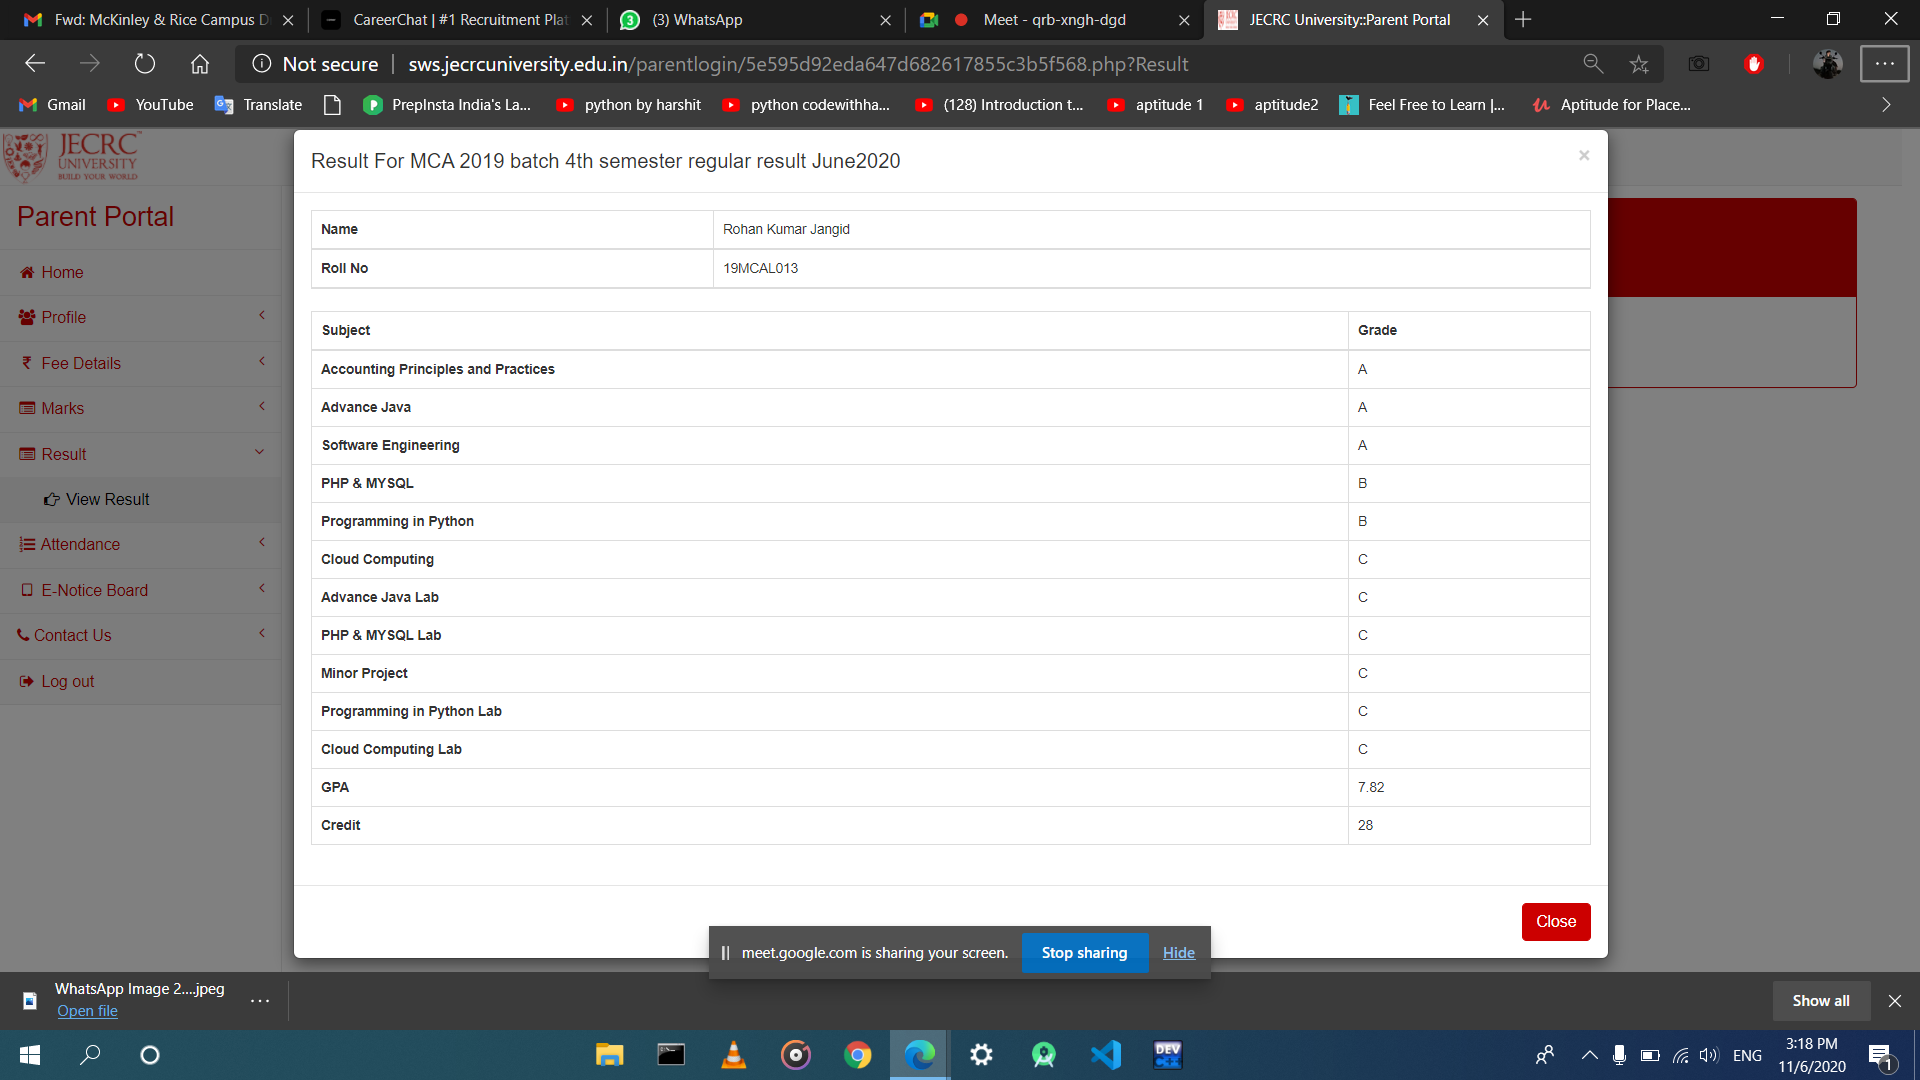 Fwd: McKinley & Rice Campus D
CareerChat | #1 Recruitment Plat
3 (3) WhatsApp
Meet - qrb-xngh-dgd
JECRC University::Parent Portal
Not secure | sws.jecrcuniversity.edu.in/parentlogin/5e595d92eda647d682617855c3b5f568.php?Result
Gmail YouTube Translate PrepInsta India's La... python by harshit python codewithha... (128) Introduction t... aptitude 1 aptitude2 Feel Free to Learn |... Aptitude for Place...
JECRC
UNIVERSITY
BUILD YOUR WORLD
Parent Portal
Home
Profile
₹ Fee Details
Marks
Result
View Result
Attendance
E-Notice Board
Contact Us
Log out
Result For MCA 2019 batch 4th semester regular result June2020 ×
Name Rohan Kumar Jangid
Roll No 19MCAL013
Subject Grade
Accounting Principles and Practices A
Advance Java A
Software Engineering A
PHP & MYSQL B
Programming in Python B
Cloud Computing C
Advance Java Lab C
PHP & MYSQL Lab C
Minor Project C
Programming in Python Lab C
Cloud Computing Lab C
GPA 7.82
Credit 28
Close
meet.google.com is sharing your screen. Stop sharing Hide
WhatsApp Image 2....jpeg
Open file
Show all
DEV
C++
ENG
3:18 PM
11/6/2020
1